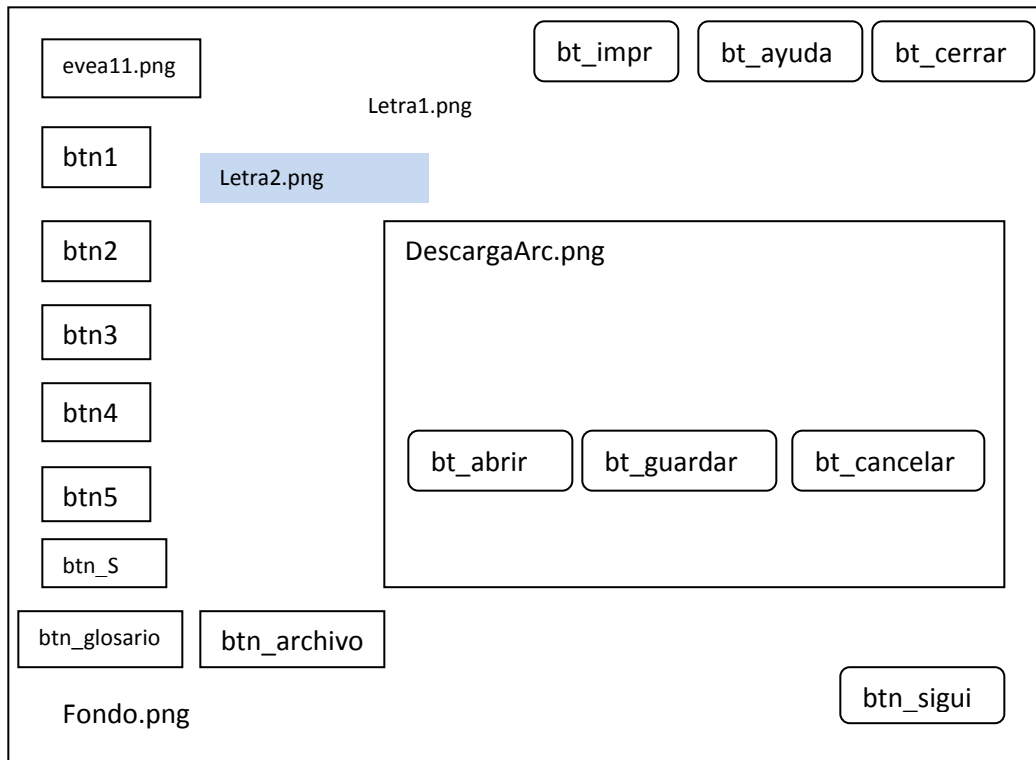 evea11.png
bt_impr
bt_ayuda
bt_cerrar
Letra1.png
btn1
Letra2.png
btn2
DescargaArc.png
btn3
btn4
bt_abrir
bt_guardar
bt_cancelar
btn5
btn_S
btn_glosario
btn_archivo
btn_sigui
Fondo.png